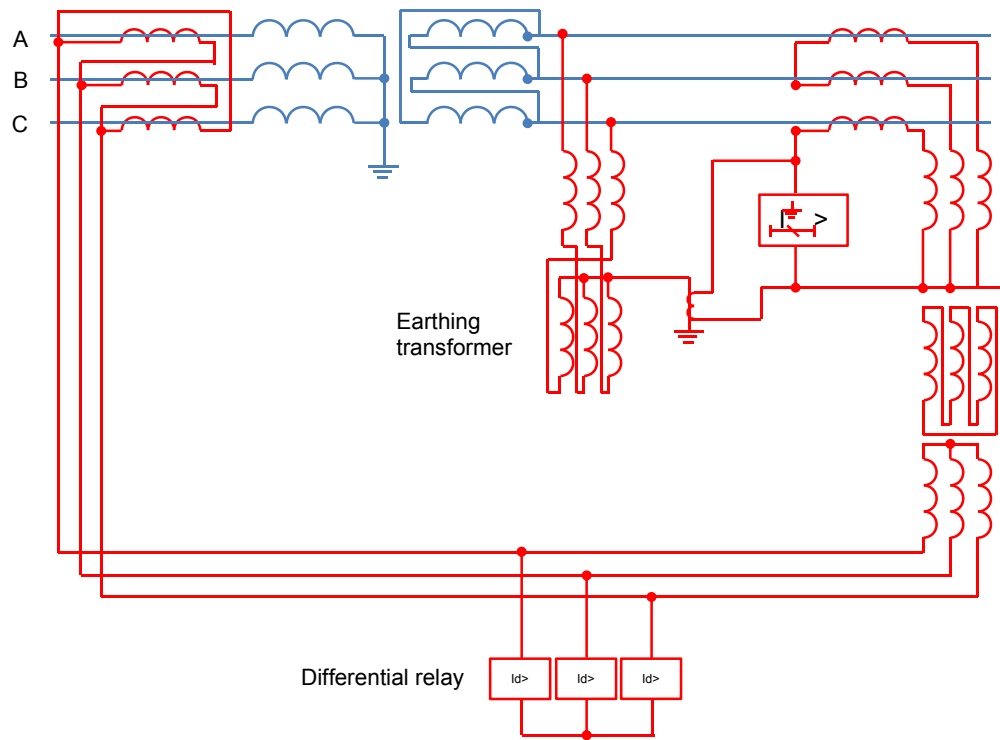 A
B
C
I >
Earthing
transformer
Differential relay
Id>
Id>
Id>